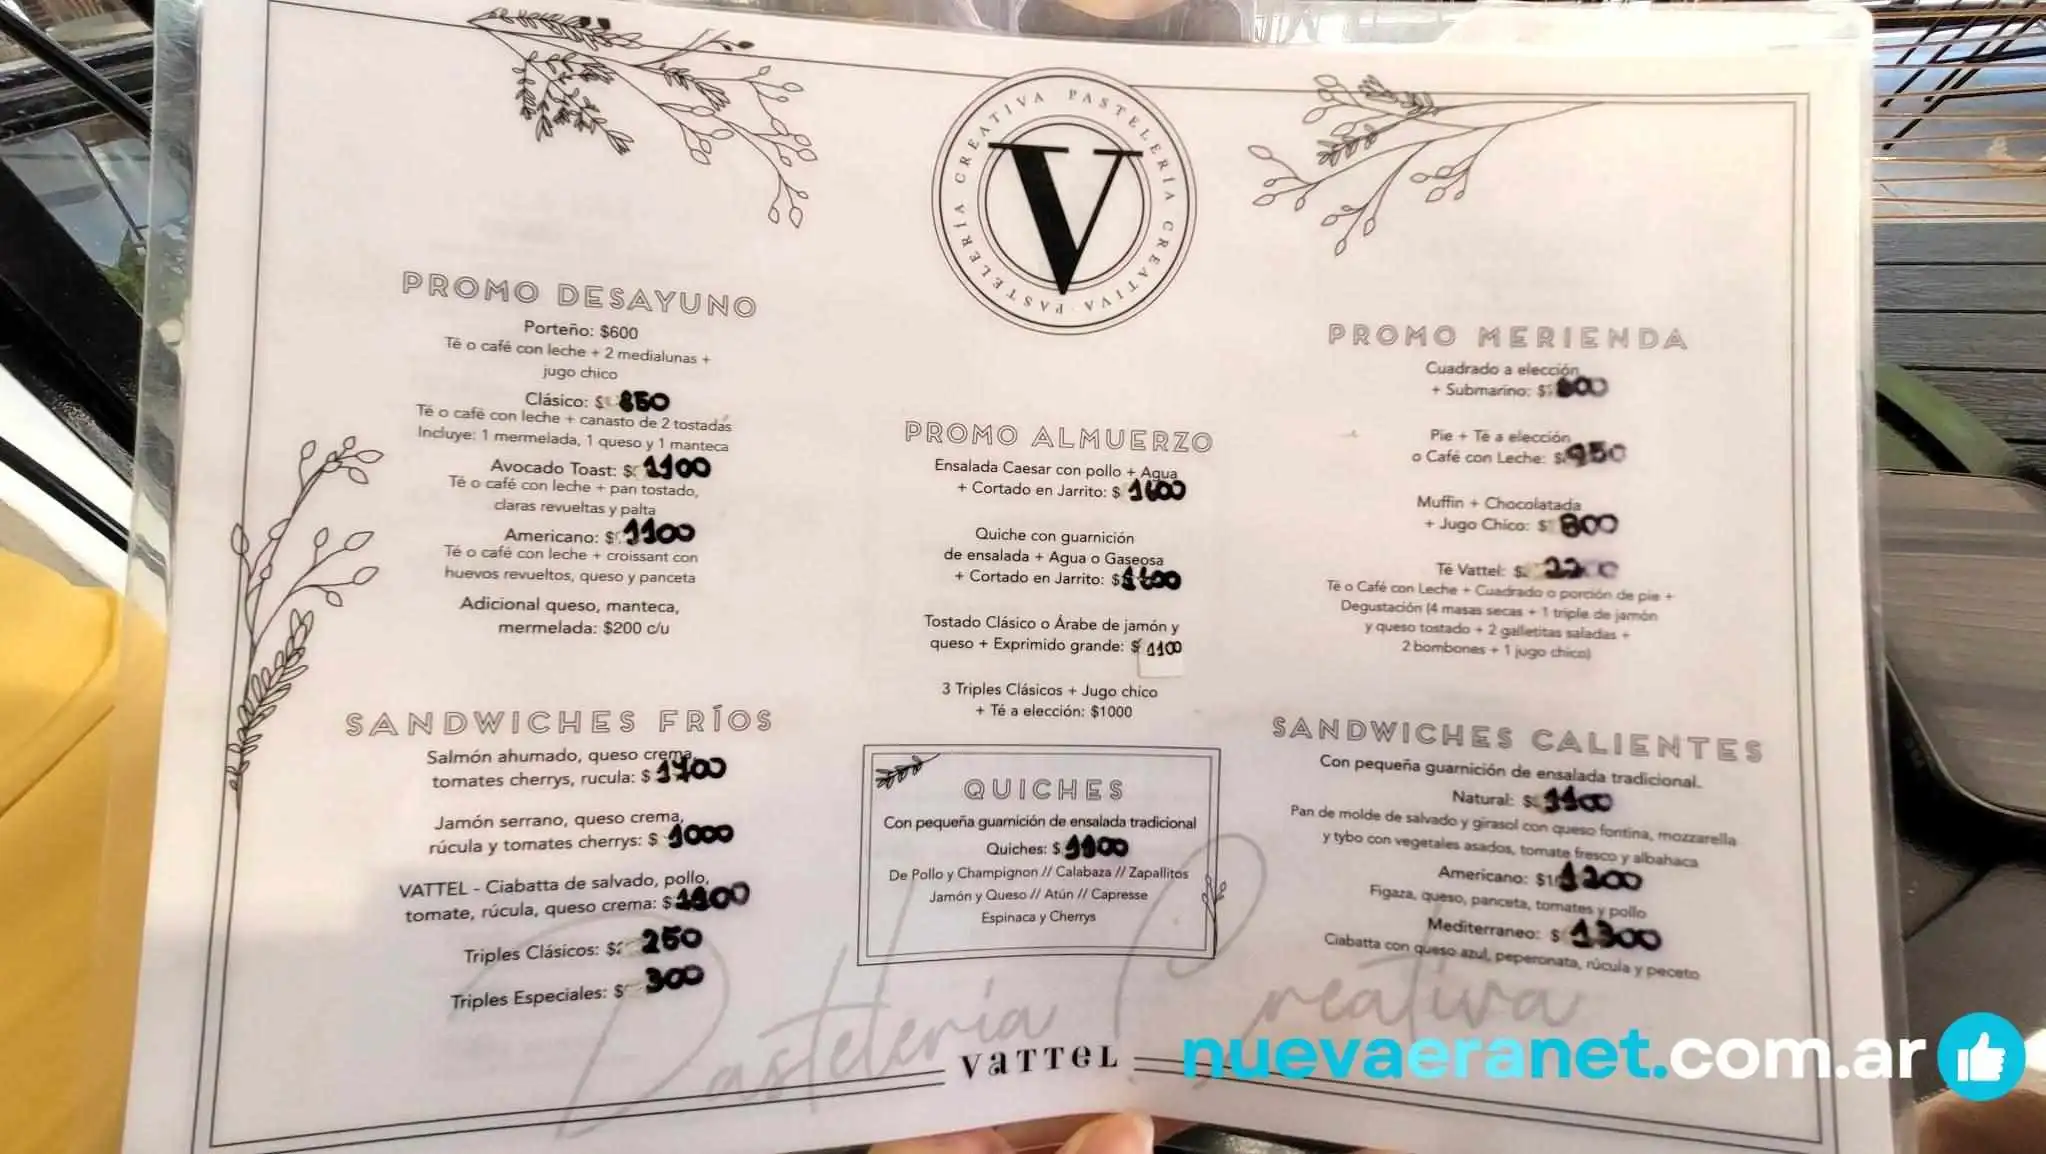 PASTELERÍA CREATIVA PASTELERÍA CREATIVA
V
PROMO DESAYUNO
Porteño: $600
Té o café con leche + 2 medialunas +
jugo chico
Clásico: $ 850
Té o café con leche + canasto de 2 tostadas
Incluye: 1 mermelada, 1 queso y 1 manteca
Avocado Toast: $ 1100
Té o café con leche + pan tostado,
claras revueltas y palta
Americano: $ 1100
Té o café con leche + croissant con
huevos revueltos, queso y panceta
Adicional queso, manteca,
mermelada: $200 c/u
SANDWICHES FRÍOS
Salmón ahumado, queso crema,
tomates cherrys, rucula: $
Jamón serrano, queso crema,
rúcula y tomates cherrys: $ 1000
VATTEL - Ciabatta de salvado, pollo,
tomate, rúcula, queso crema: $
Triples Clásicos: $ 250
Triples Especiales: $ 300
PROMO ALMUERZO
Ensalada Caesar con pollo + Agua
+ Cortado en Jarrito: $ 1600
Quiche con guarnición
de ensalada + Agua o Gaseosa
+ Cortado en Jarrito: $
Tostado Clásico o Árabe de jamón y
queso + Exprimido grande: $ 1100
3 Triples Clásicos + Jugo chico
+ Té a elección: $1000
QUICHES
Con pequeña guarnición de ensalada tradicional
Quiches: $ 1100
De Pollo y Champignon // Calabaza // Zapallitos
Jamón y Queso // Atún // Capresse
Espinaca y Cherrys
PROMO MERIENDA
Cuadrado a elección
+ Submarino: $ 800
Pie + Té a elección
o Café con Leche: $ 950
Muffin + Chocolatada
+ Jugo Chico: $ 800
Té Vattel: $ 2200
Té o Café con Leche + Cuadrado o porción de pie +
Degustación (4 masas secas + 1 triple de jamón
y queso tostado + 2 galletitas saladas +
2 bombones + 1 jugo chico)
SANDWICHES CALIENTES
Con pequeña guarnición de ensalada tradicional.
Natural: $ 1100
Pan de molde de salvado y girasol con queso fontina, mozzarella
y tybo con vegetales asados, tomate fresco y albahaca
Americano: $ 1200
Figaza, queso, panceta, tomates y pollo
Mediterraneo: $ 1300
Ciabatta con queso azul, peperonata, rúcula y peceto
Pastelería Creativa
VATTEL
nuevaeranet.com.ar